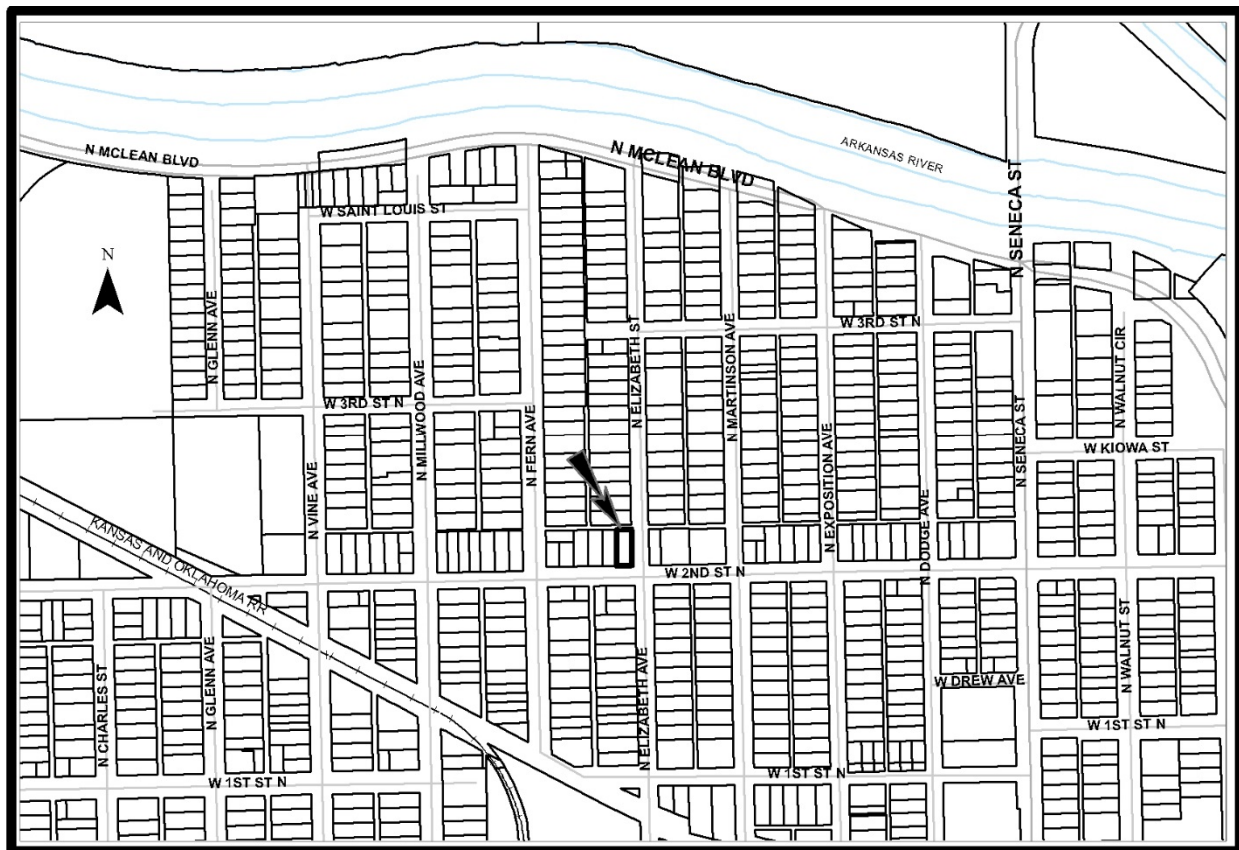 N MCLEAN BLVD
N MCLEAN BLVD
ARKANSAS RIVER
N SENECA ST
W SAINT LOUIS ST
N
N GLENN AVE
W 3RD ST N
N ELIZABETH ST
N MARTINSON AVE
N WALNUT CIR
N MILLWOOD AVE
W 3RD ST N
N FERN AVE
N SENECA ST
W KIOWA ST
N VINE AVE
N EXPOSITION AVE
N DODGE AVE
KANSAS AND OKLAHOMA RR
W 2ND ST N
N CHARLES ST
N GLENN AVE
N ELIZABETH AVE
N WALNUT ST
W DREW AVE
W 1ST ST N
W 1ST ST N
W 1ST ST N